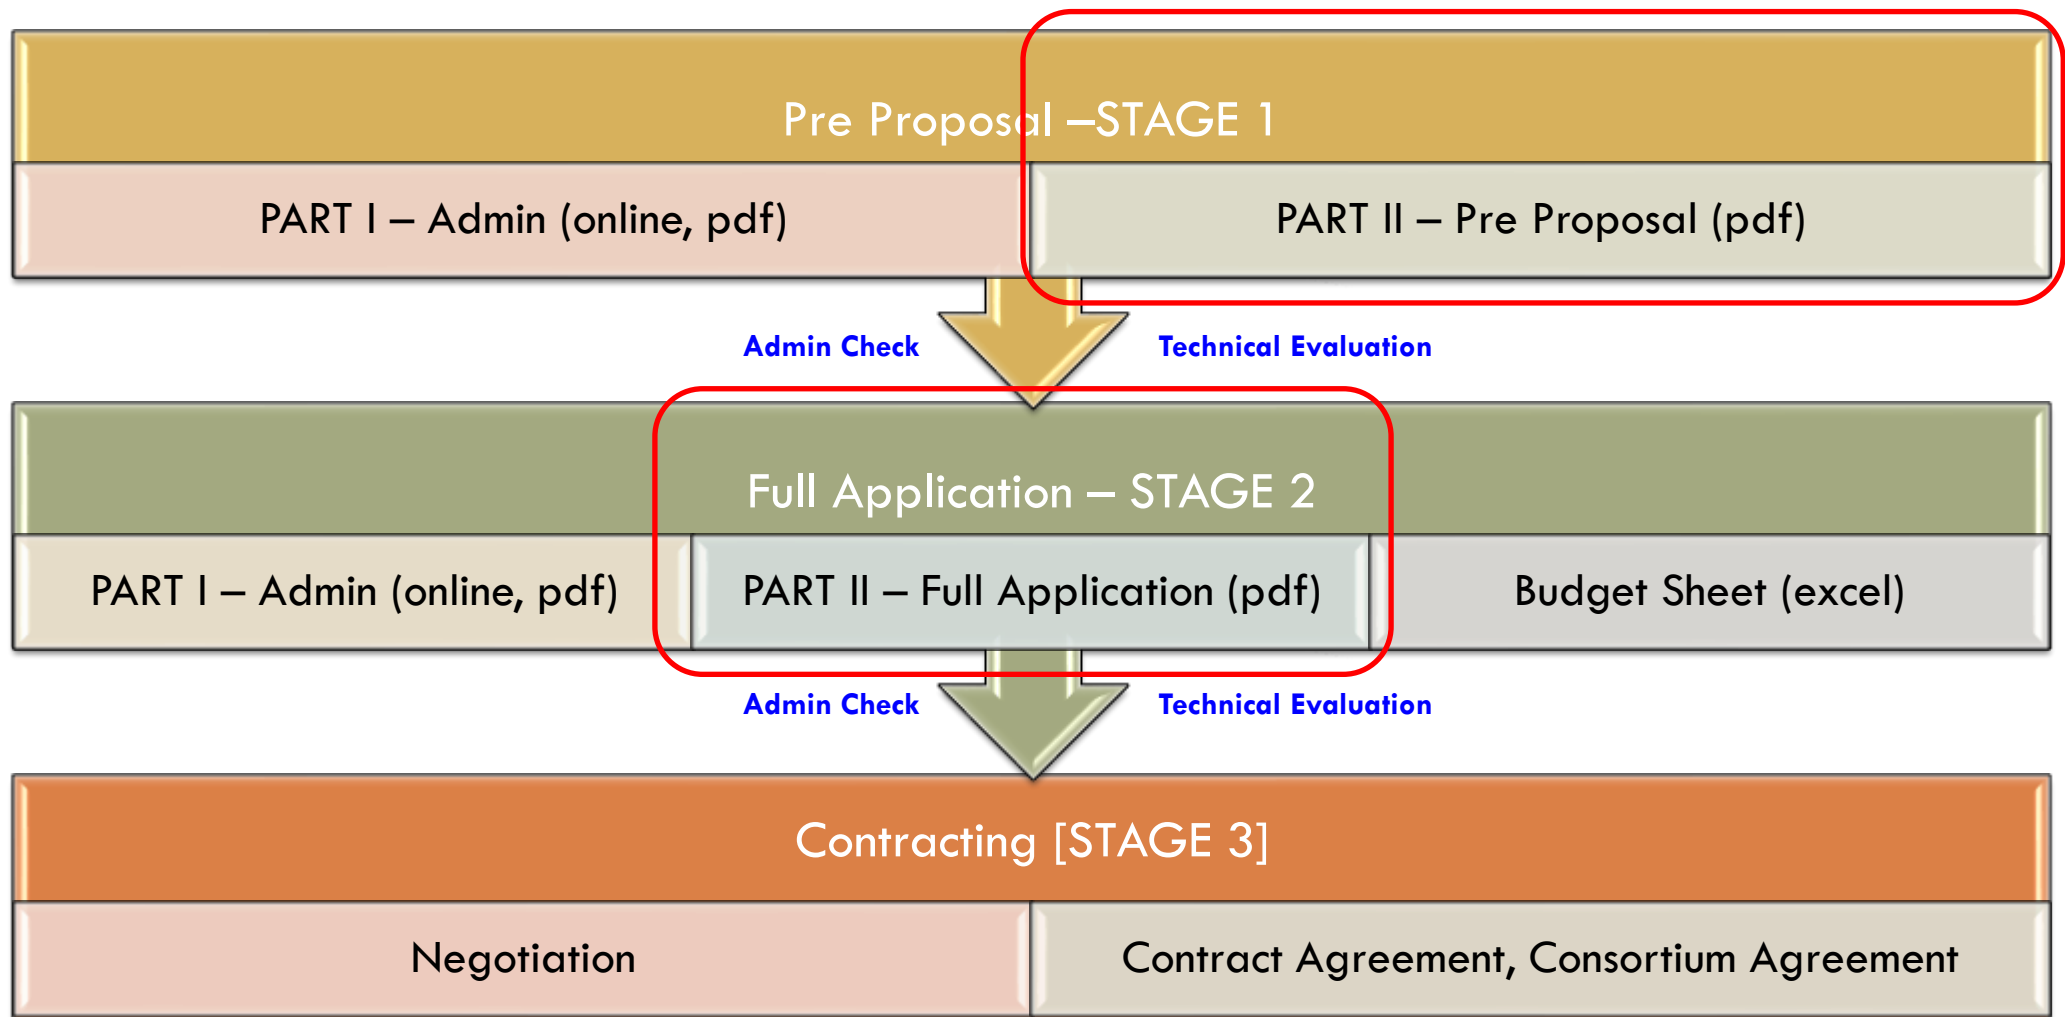 Pre Proposal –STAGE 1
PART I – Admin (online, pdf)
PART II – Pre Proposal (pdf)
Admin Check
Technical Evaluation
Full Application – STAGE 2
PART I – Admin (online, pdf)
PART II – Full Application (pdf)
Budget Sheet (excel)
Admin Check
Technical Evaluation
Contracting [STAGE 3]
Negotiation
Contract Agreement, Consortium Agreement